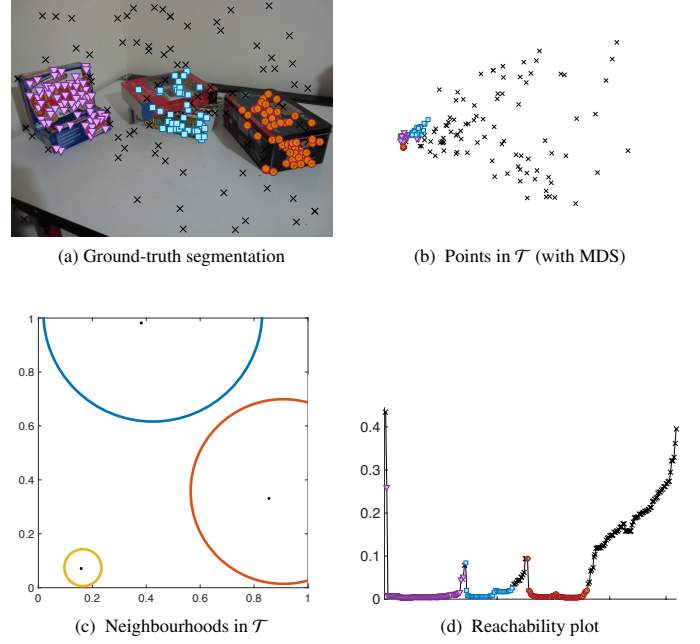 (a) Ground-truth segmentation
(b) Points in 𝒯 (with MDS)
1
0.8
0.6
0.4
0.2
0
0 0.2 0.4 0.6 0.8 1
(c) Neighbourhoods in 𝒯
0.4
0.3
0.2
0.1
0
(d) Reachability plot